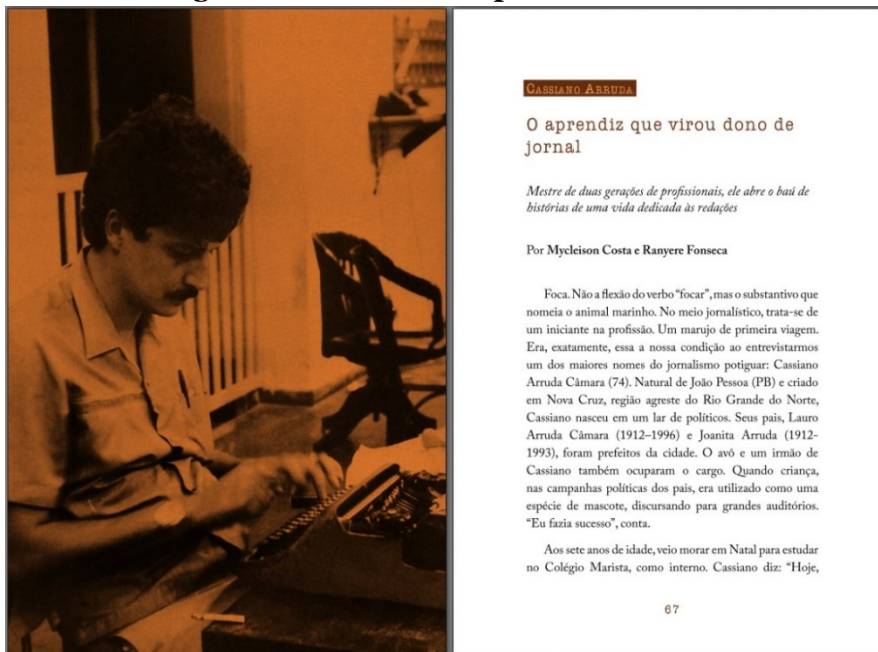 CASSIANO ARRUDA
O aprendiz que virou dono de
jornal
Mestre de duas gerações de profissionais, ele abre o baú de
histórias de uma vida dedicada às redações
Por Mycleison Costa e Ranyere Fonseca
Foca. Não a flexão do verbo “focar”, mas o substantivo que
nomeia o animal marinho. No meio jornalístico, trata-se de
um iniciante na profissão. Um marujo de primeira viagem.
Era, exatamente, essa a nossa condição ao entrevistarmos
um dos maiores nomes do jornalismo potiguar: Cassiano
Arruda Câmara (74). Natural de João Pessoa (PB) e criado
em Nova Cruz, região agreste do Rio Grande do Norte,
Cassiano nasceu em um lar de políticos. Seus pais, Lauro
Arruda Câmara (1912–1996) e Joanita Arruda (1912-
1993), foram prefeitos da cidade. O avô e um irmão de
Cassiano também ocuparam o cargo. Quando criança,
nas campanhas políticas dos pais, era utilizado como uma
espécie de mascote, discursando para grandes auditórios.
“Eu fazia sucesso”, conta.
Aos sete anos de idade, veio morar em Natal para estudar
no Colégio Marista, como interno. Cassiano diz: “Hoje,
67